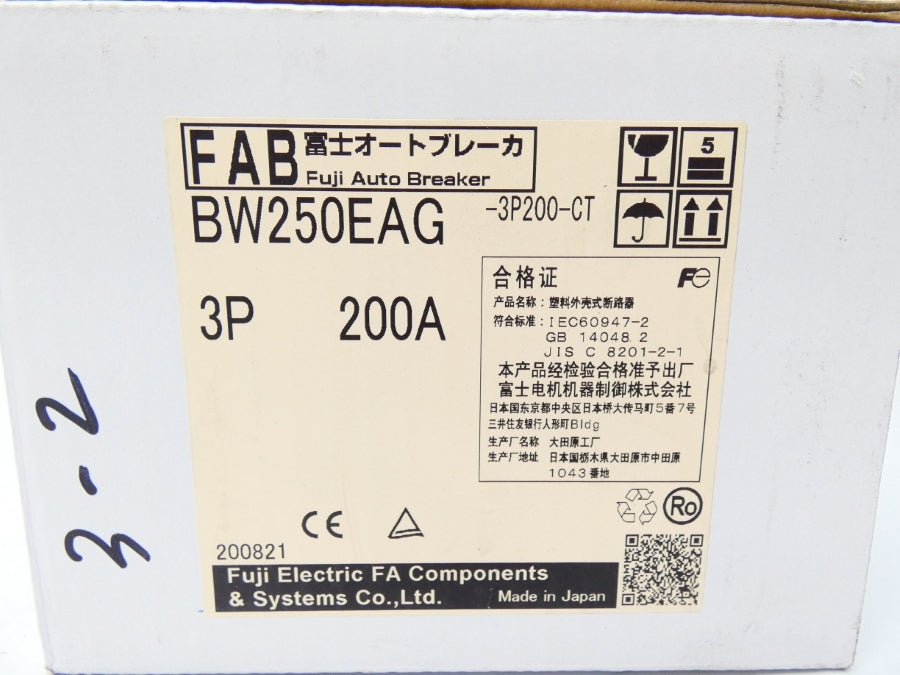 FAB 富士オートブレーカ
Fuji Auto Breaker
5
BW250EAG -3P200-CT
3P 200A
合格证 Fe
产品名称：塑料外壳式断路器
符合标准：IEC60947-2
GB 14048.2
JIS C 8201-2-1
本产品经检验合格准予出厂
富士电机机器制御株式会社
日本国东京都中央区日本桥大传马町5番7号
三井住友银行人形町Bldg
生产厂名称 大田原工厂
生产厂地址 日本国栃木県大田原市中田原
1043番地
CE
Ro
200821
Fuji Electric FA Components
& Systems Co.,Ltd. Made in Japan
3-2